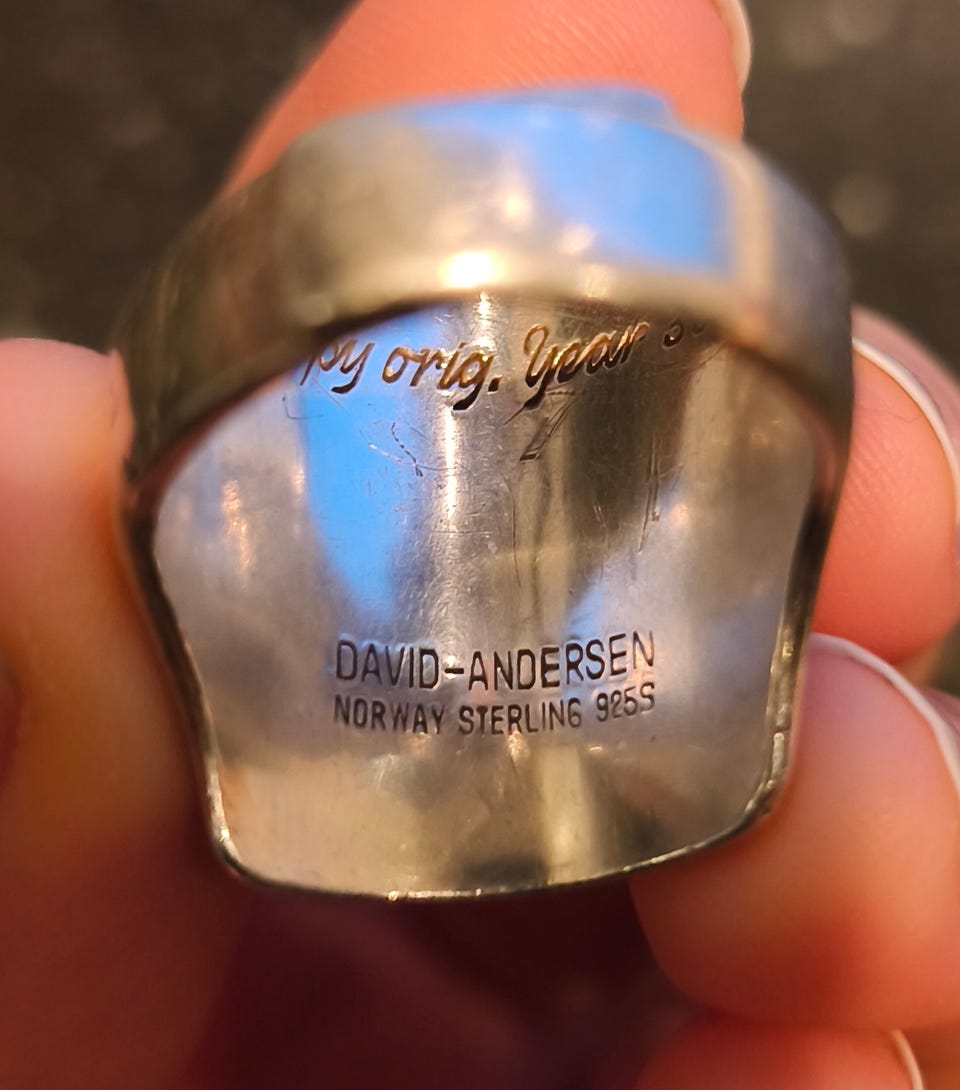 orig. Year
DAVID-ANDERSEN
NORWAY STERLING 925S